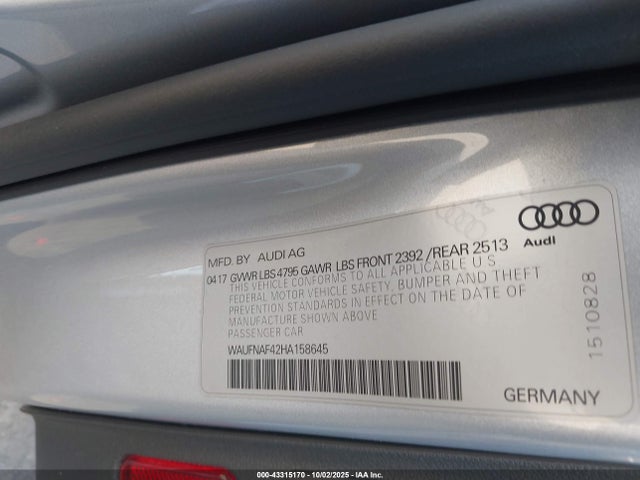 MFD. BY AUDI AG
04 17 GVWR LBS 4795 GAWR LBS FRONT 2392 /REAR 2513
THIS VEHICLE CONFORMS TO ALL APPLICABLE U.S.
FEDERAL MOTOR VEHICLE SAFETY, BUMPER AND THEFT
PREVENTION STANDARDS IN EFFECT ON THE DATE OF
MANUFACTURE SHOWN ABOVE
PASSENGER CAR
WAUFNAF42HA158645
Audi
1510828
GERMANY
000-43315170 10/02/2025 IAA Inc.